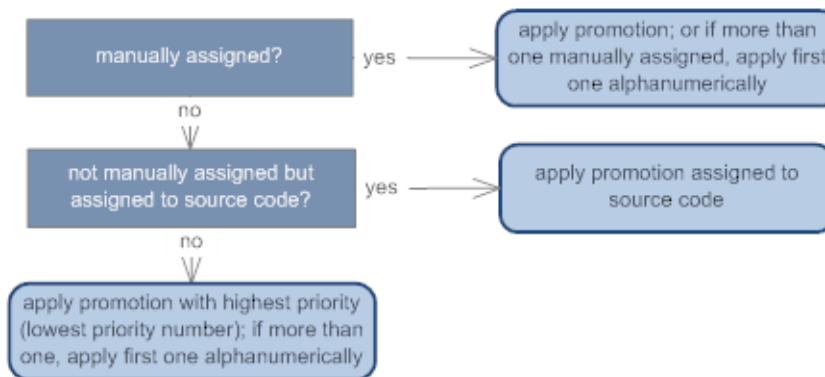 manually assigned?
yes
apply promotion; or if more than
one manually assigned, apply first
one alphanumerically
no
not manually assigned but
assigned to source code?
yes
apply promotion assigned to
source code
no
apply promotion with highest priority
(lowest priority number); if more than
one, apply first one alphanumerically